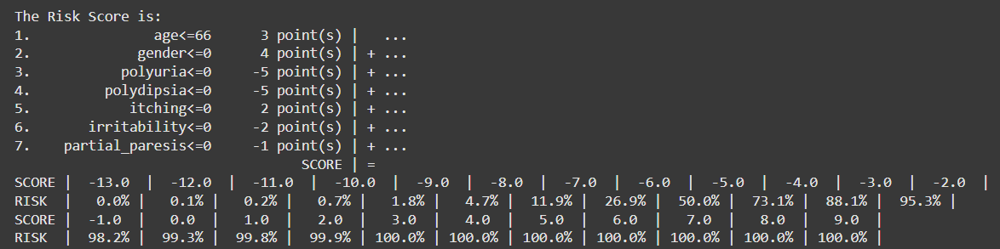 The Risk Score is:
1.               age<=66      3 point(s) |   ...
2.             gender<=0      4 point(s) | + ...
3.           polyuria<=0     -5 point(s) | + ...
4.         polydipsia<=0     -5 point(s) | + ...
5.            itching<=0      2 point(s) | + ...
6.       irritability<=0     -2 point(s) | + ...
7.    partial_paresis<=0     -1 point(s) | + ...
                                 SCORE | =
SCORE |  -13.0  |  -12.0  |  -11.0  |  -10.0  |  -9.0  |  -8.0  |  -7.0  |  -6.0  |  -5.0  |  -4.0  |  -3.0  |  -2.0  |
RISK  |   0.0% |   0.1% |   0.2% |   0.7% |   1.8% |   4.7% |  11.9% |  26.9% |  50.0% |  73.1% |  88.1% |  95.3% |
SCORE |  -1.0  |   0.0  |   1.0  |   2.0  |   3.0  |   4.0  |   5.0  |   6.0  |   7.0  |   8.0  |   9.0  |
RISK  |  98.2% |  99.3% |  99.8% |  99.9% | 100.0% | 100.0% | 100.0% | 100.0% | 100.0% | 100.0% | 100.0% |